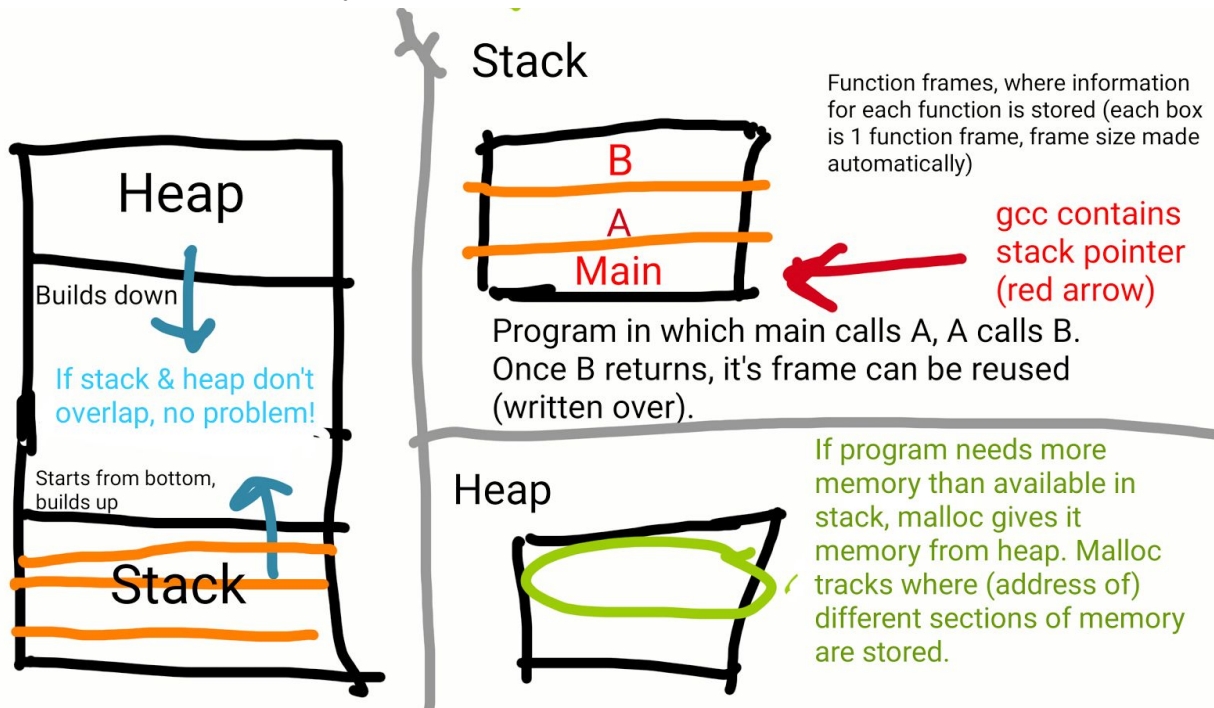 Heap
Builds down
If stack & heap don't
overlap, no problem!
Starts from bottom,
builds up
Stack
Stack
Function frames, where information
for each function is stored (each box
is 1 function frame, frame size made
automatically)
B
A
Main
gcc contains
stack pointer
(red arrow)
Program in which main calls A, A calls B.
Once B returns, it's frame can be reused
(written over).
Heap
If program needs more
memory than available in
stack, malloc gives it
memory from heap. Malloc
tracks where (address of)
different sections of memory
are stored.